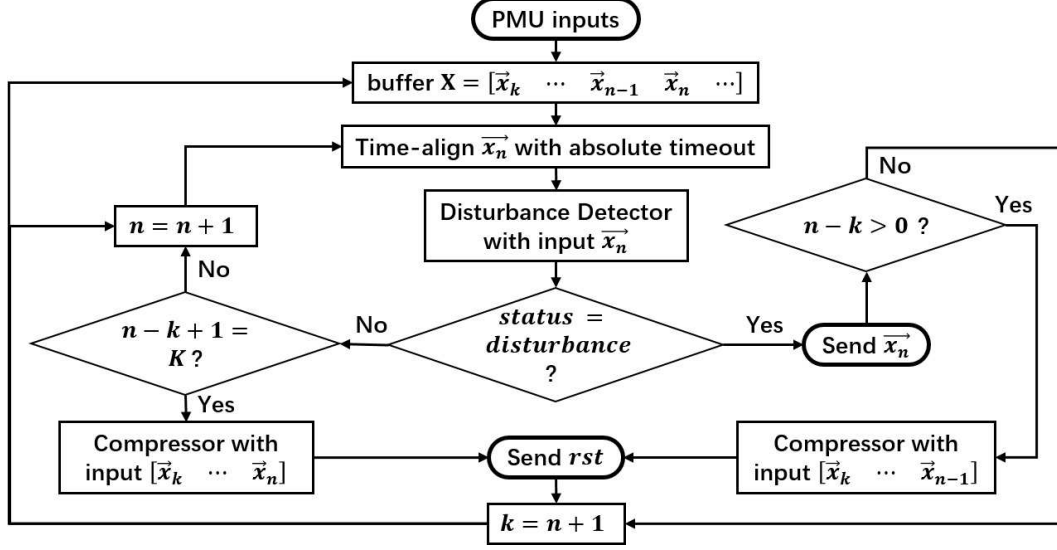 PMU inputs
buffer X = [x⃗_k ⋯ x⃗_{n−1} x⃗_n ⋯]
Time-align x⃗_n with absolute timeout
Disturbance Detector
with input x⃗_n
status =
disturbance
?
No
Yes
n − k + 1 =
K ?
No
n = n + 1
Yes
Compressor with
input [x⃗_k ⋯ x⃗_n]
Send x⃗_n
n − k > 0 ?
No
Yes
Compressor with
input [x⃗_k ⋯ x⃗_{n−1}]
Send rst
k = n + 1